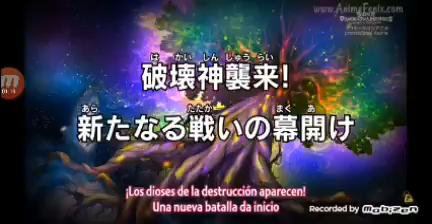 www.AnimeFenix.com
は かい しん しゅう らい
破壊神襲来!
あら たたか まく あ
新たなる戦いの幕開け
¡Los dioses de la destrucción aparecen!
Una nueva batalla da inicio
Recorded by Mobizen